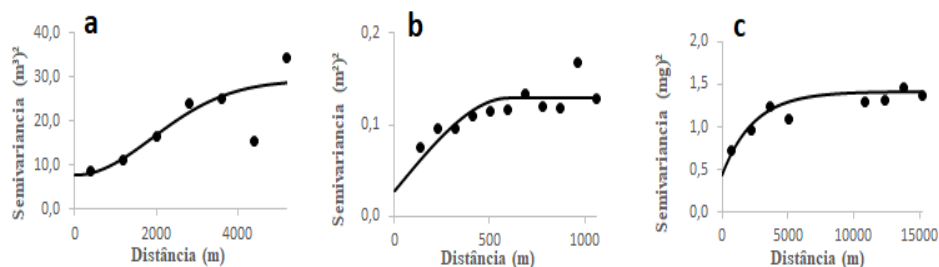 a
Semivariancia (m³)²
40,0
30,0
20,0
10,0
0,0
0
2000
4000
Distância (m)
b
Semivariancia (m²)²
0,2
0,1
0,0
0
500
1000
Distância (m)
c
Semivariancia (mg)²
2,0
1,5
1,0
0,5
0,0
0
5000
10000
15000
Distância (m)